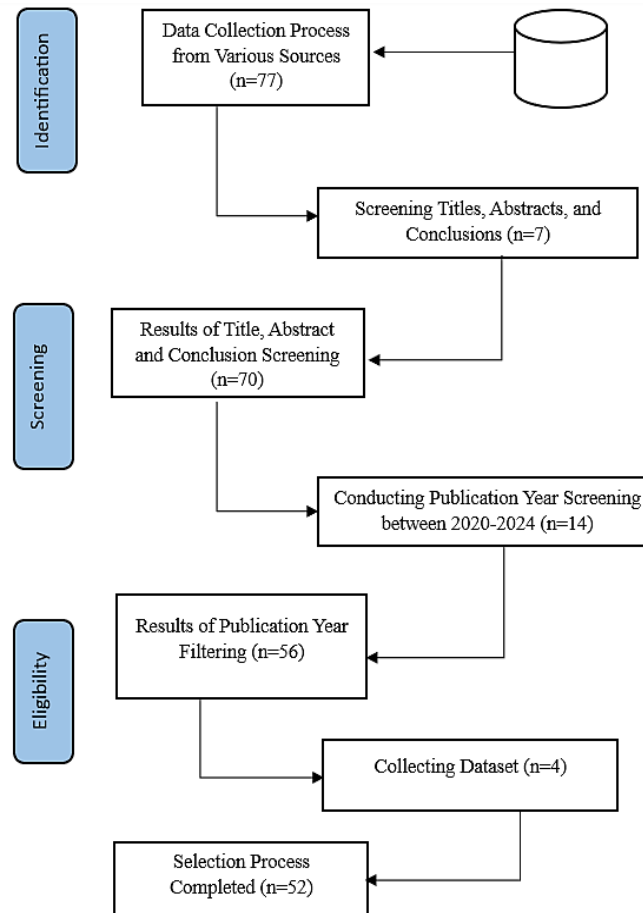 Identification
Data Collection Process
from Various Sources
(n=77)
Screening Titles, Abstracts, and
Conclusions (n=7)
Screening
Results of Title, Abstract
and Conclusion Screening
(n=70)
Conducting Publication Year Screening
between 2020-2024 (n=14)
Eligibility
Results of Publication Year
Filtering (n=56)
Collecting Dataset (n=4)
Selection Process
Completed (n=52)